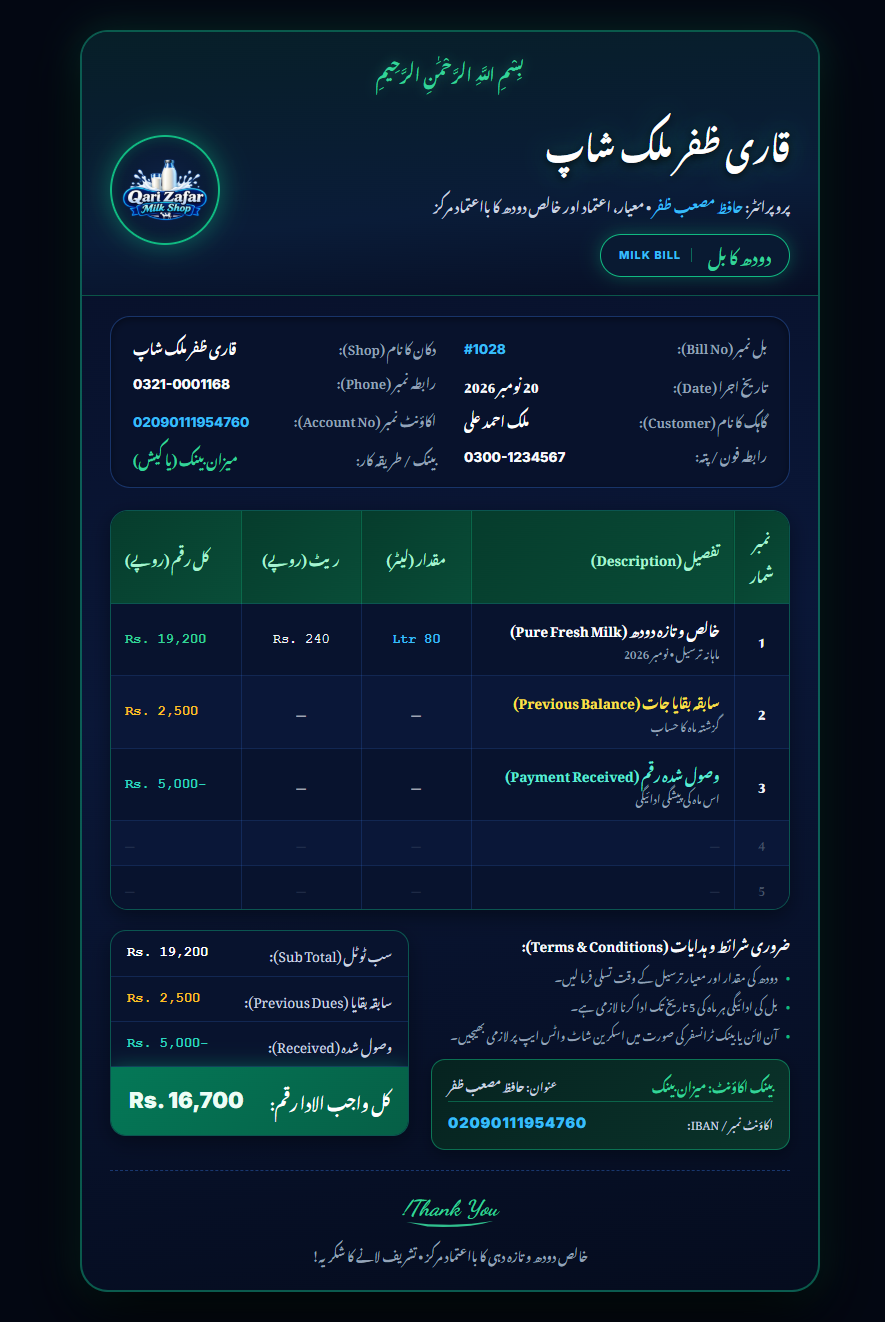 بِسْمِ اللَّهِ الرَّحْمَٰنِ الرَّحِيمِ
قاری ظفر ملک شاپ
Qari Zafar
Milk Shop
پروپرائٹر: حافظ مصعب ظفر • معیار، اعتماد اور خالص دودھ کا بااعتماد مرکز
دودھ کا بل | MILK BILL
بل نمبر (Bill No): #1028
دکان کا نام (Shop): قاری ظفر ملک شاپ
تاریخ اجرا (Date): 20 نومبر 2026
رابطہ نمبر (Phone): 0321-0001168
گاہک کا نام (Customer): ملک احمد علی
اکاؤنٹ نمبر (Account No): 02090111954760
رابطہ فون / پتہ: 0300-1234567
بینک / طریقہ کار: میزان بینک (یا کیش)
نمبر شمار تفصیل (Description) مقدار (لیٹر) ریٹ (روپے) کل رقم (روپے)
1 خالص و تازہ دودھ (Pure Fresh Milk) Ltr 80 Rs. 240 Rs. 19,200
ماہانہ ترسیل • نومبر 2026
2 سابقہ بقایا جات (Previous Balance) — — Rs. 2,500
گزشتہ ماہ کا حساب
3 وصول شدہ رقم (Payment Received) — — Rs. 5,000-
اس ماہ کی پیشگی ادائیگی
4 — — — —
5 — — — —
ضروری شرائط و ہدایات (Terms & Conditions):
• دودھ کی مقدار اور معیار ترسیل کے وقت تسلی فرما لیں۔
• بل کی ادائیگی ہر ماہ کی 5 تاریخ تک ادا کرنا لازمی ہے۔
• آن لائن یا بینک ٹرانسفر کی صورت میں اسکرین شاٹ واٹس ایپ پر لازمی بھیجیں۔
بینک اکاؤنٹ: میزان بینک عنوان: حافظ مصعب ظفر
اکاؤنٹ نمبر / IBAN: 02090111954760
سب ٹوٹل (Sub Total): Rs. 19,200
سابقہ بقایا (Previous Dues): Rs. 2,500
وصول شدہ (Received): Rs. 5,000-
کل واجب الادا رقم: Rs. 16,700
!Thank You
خالص دودھ و تازہ دہی کا بااعتماد مرکز • تشریف لانے کا شکریہ!